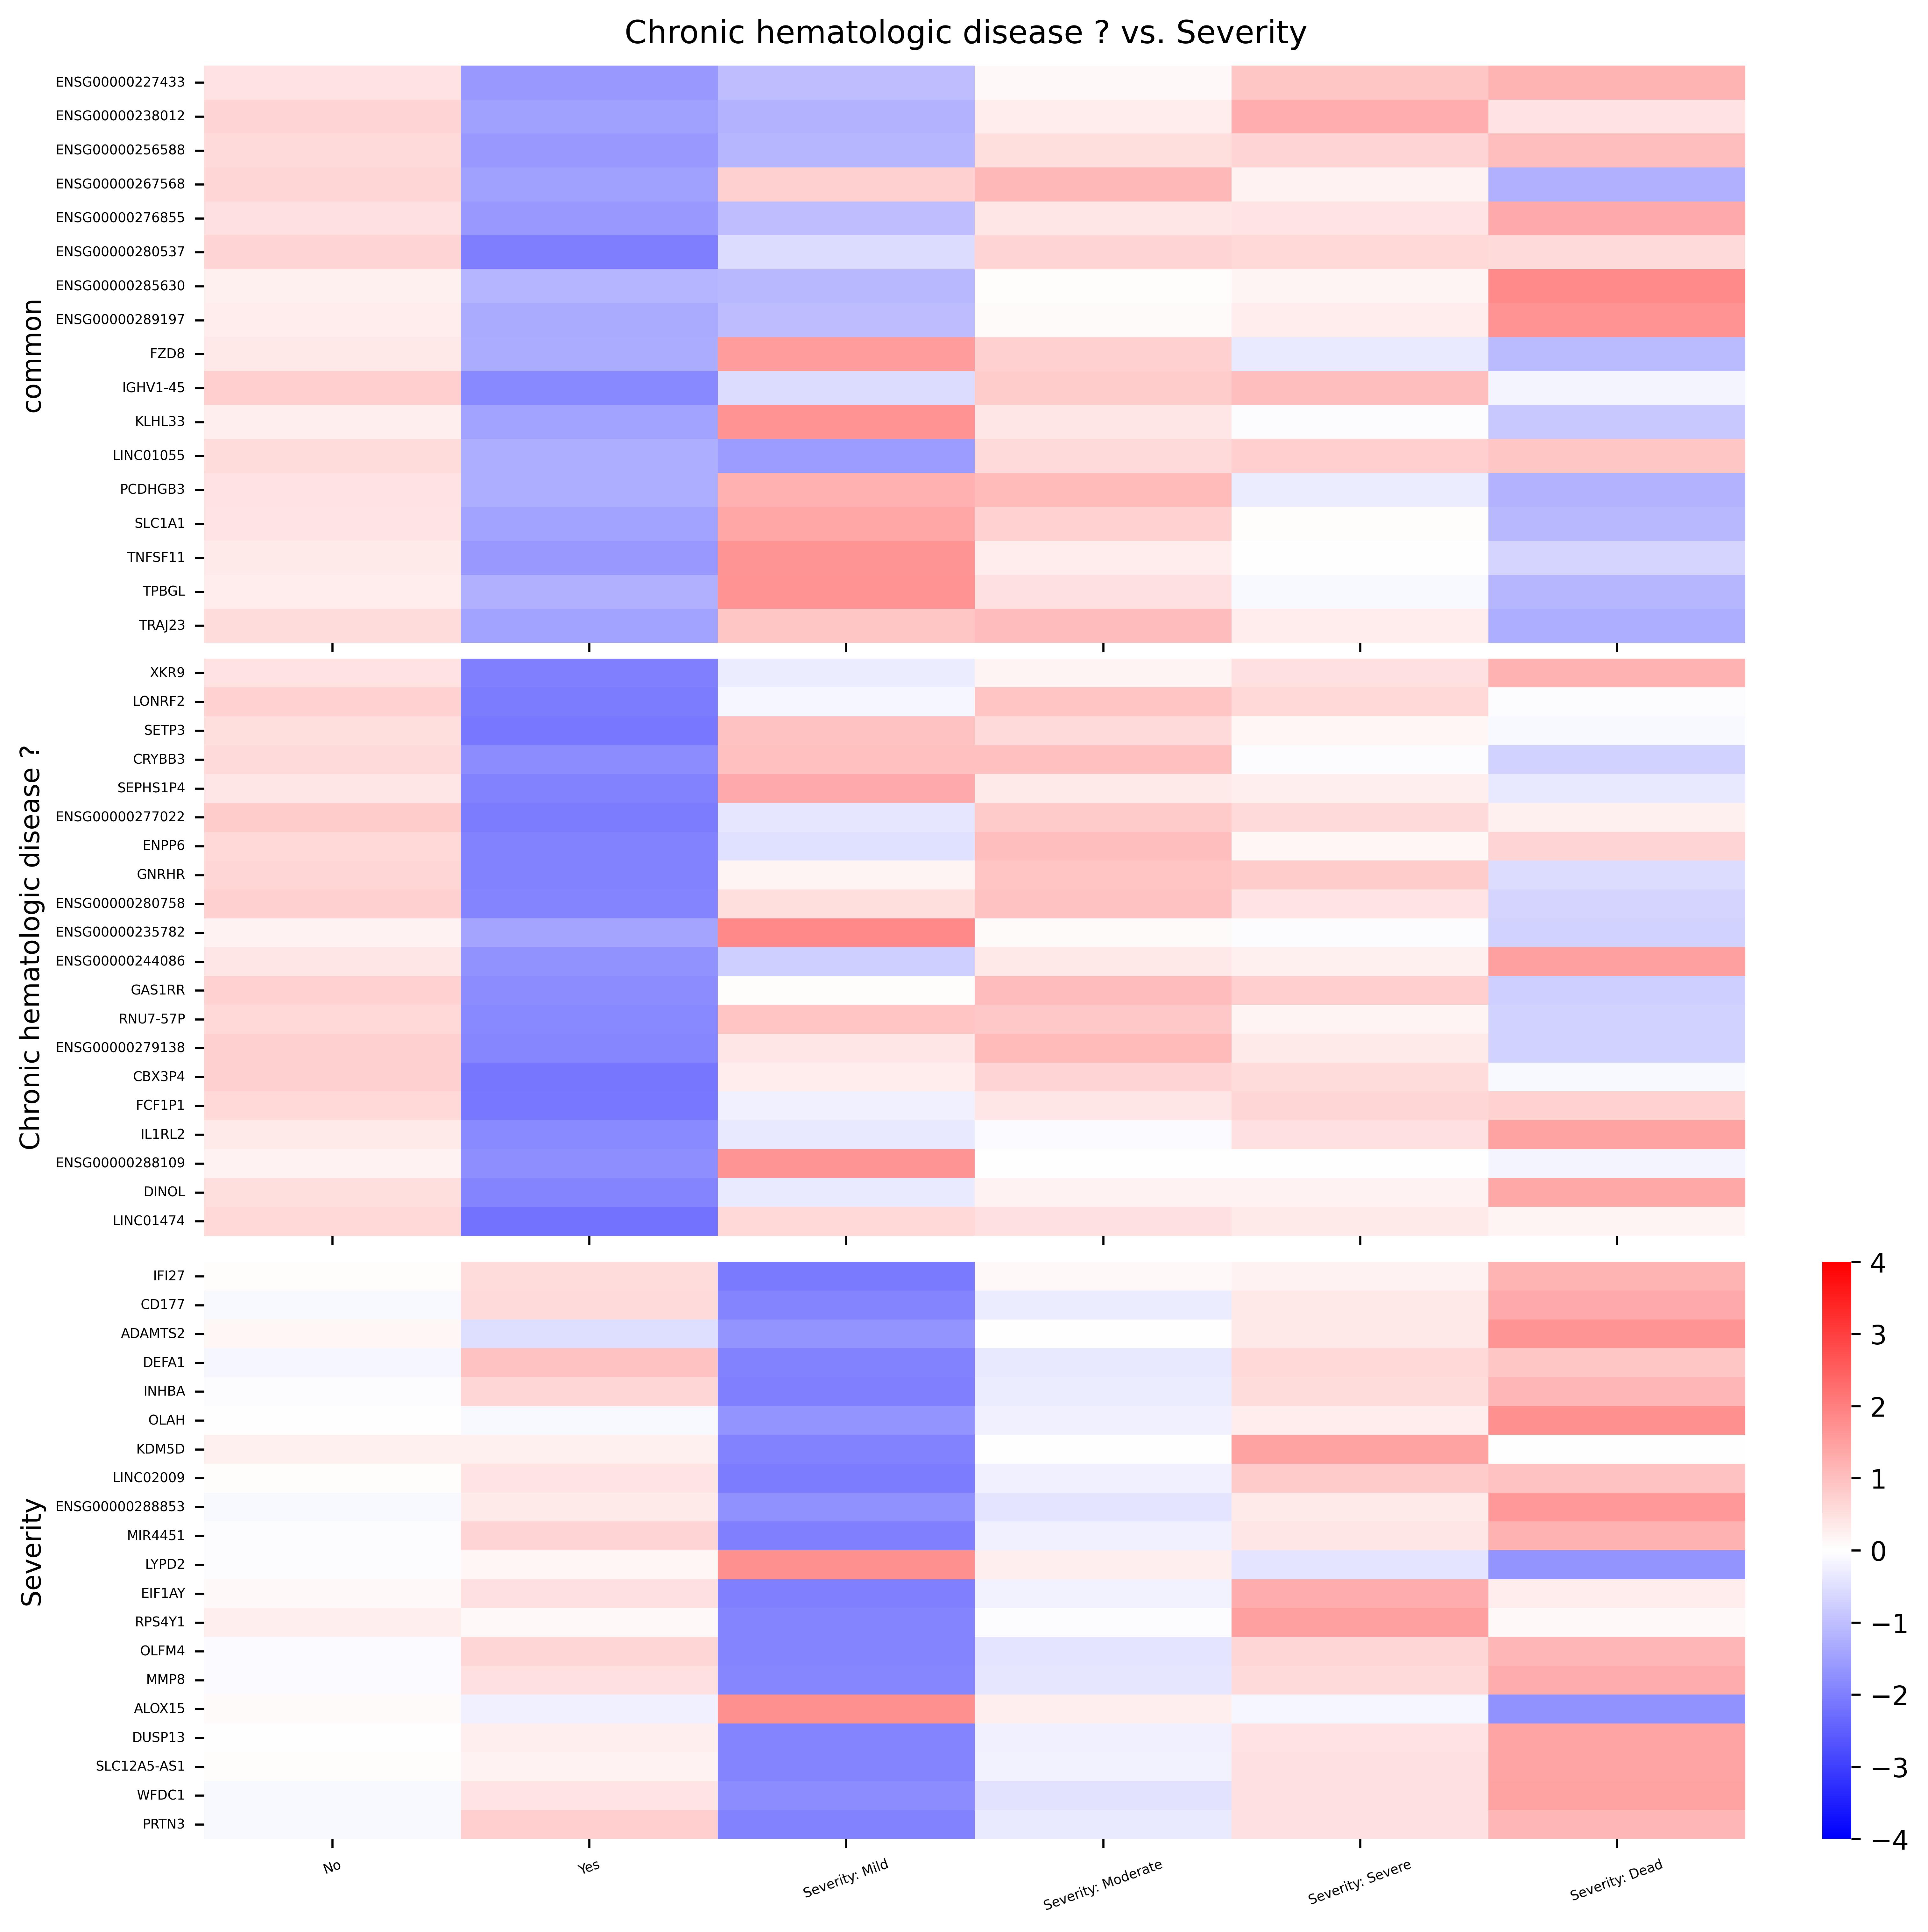 Chronic hematologic disease ? vs. Severity
common
ENSG00000227433
ENSG00000238012
ENSG00000256588
ENSG00000267568
ENSG00000276855
ENSG00000280537
ENSG00000285630
ENSG00000289197
FZD8
IGHV1-45
KLHL33
LINC01055
PCDHGB3
SLC1A1
TNFSF11
TPBGL
TRAJ23
Chronic hematologic disease ?
XKR9
LONRF2
SETP3
CRYBB3
SEPHS1P4
ENSG00000277022
ENPP6
GNRHR
ENSG00000280758
ENSG00000235782
ENSG00000244086
GAS1RR
RNU7-57P
ENSG00000279138
CBX3P4
FCF1P1
IL1RL2
ENSG00000288109
DINOL
LINC01474
Severity
IFI27
CD177
ADAMTS2
DEFA1
INHBA
OLAH
KDM5D
LINC02009
ENSG00000288853
MIR4451
LYPD2
EIF1AY
RPS4Y1
OLFM4
MMP8
ALOX15
DUSP13
SLC12A5-AS1
WFDC1
PRTN3
No
Yes
Severity: Mild
Severity: Moderate
Severity: Severe
Severity: Dead
4
3
2
1
0
−1
−2
−3
−4